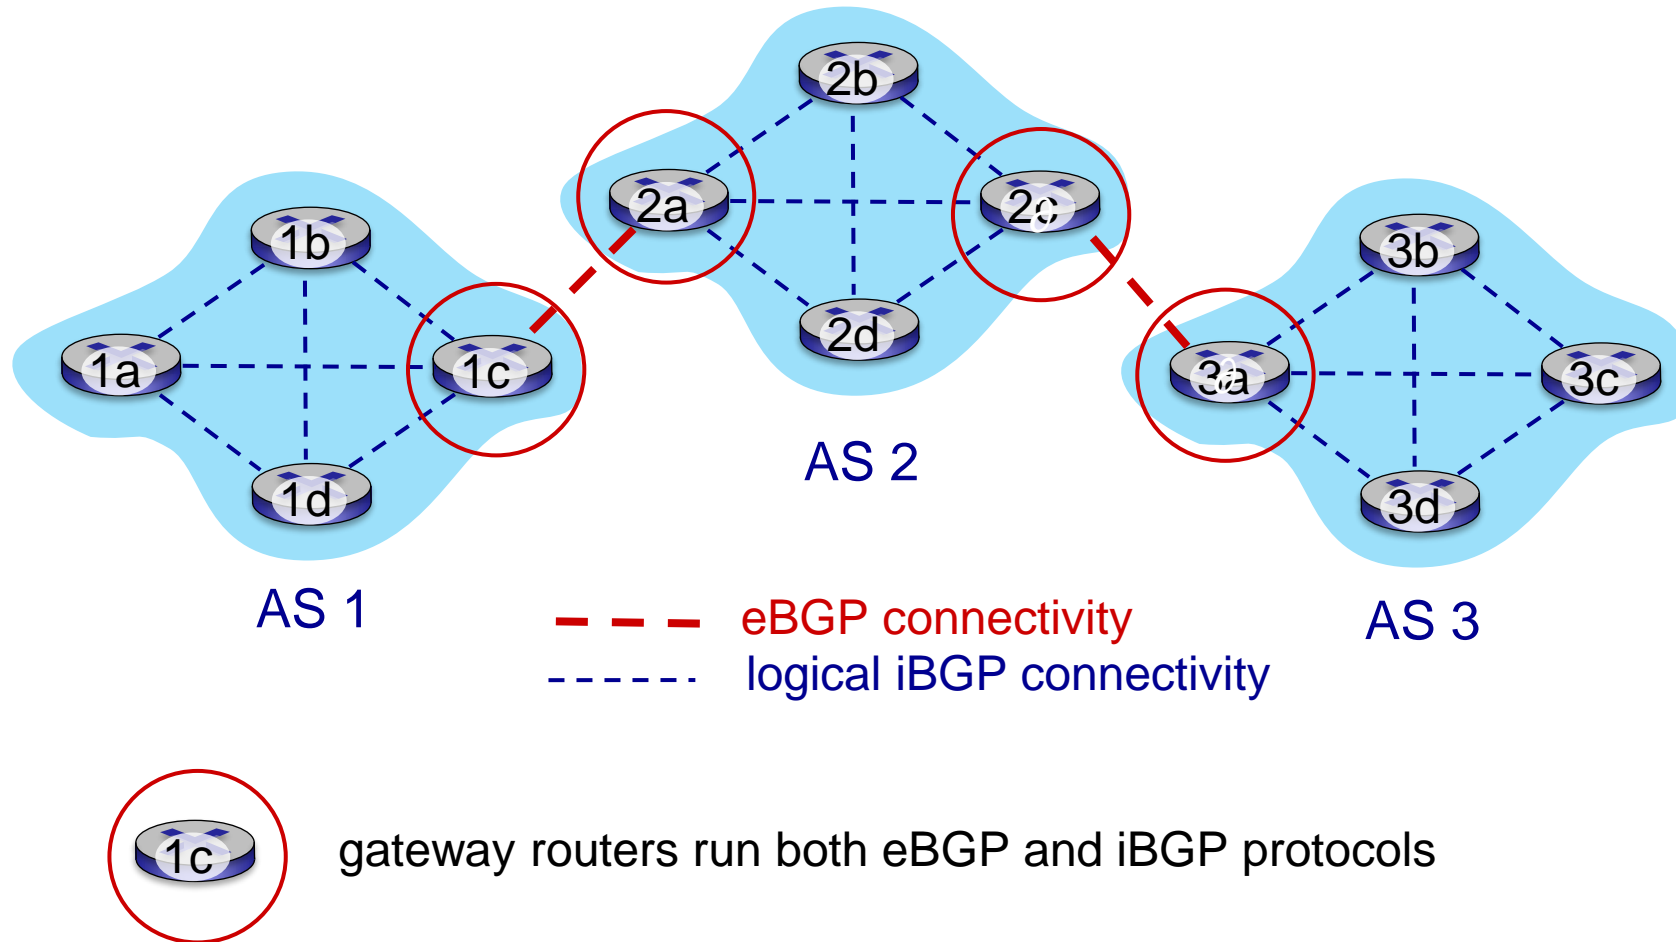 2b
2a
2c
1b
3b
2d
1a
1c
3a
3c
AS 2
1d
3d
AS 1
eBGP connectivity
AS 3
logical iBGP connectivity
1c
gateway routers run both eBGP and iBGP protocols